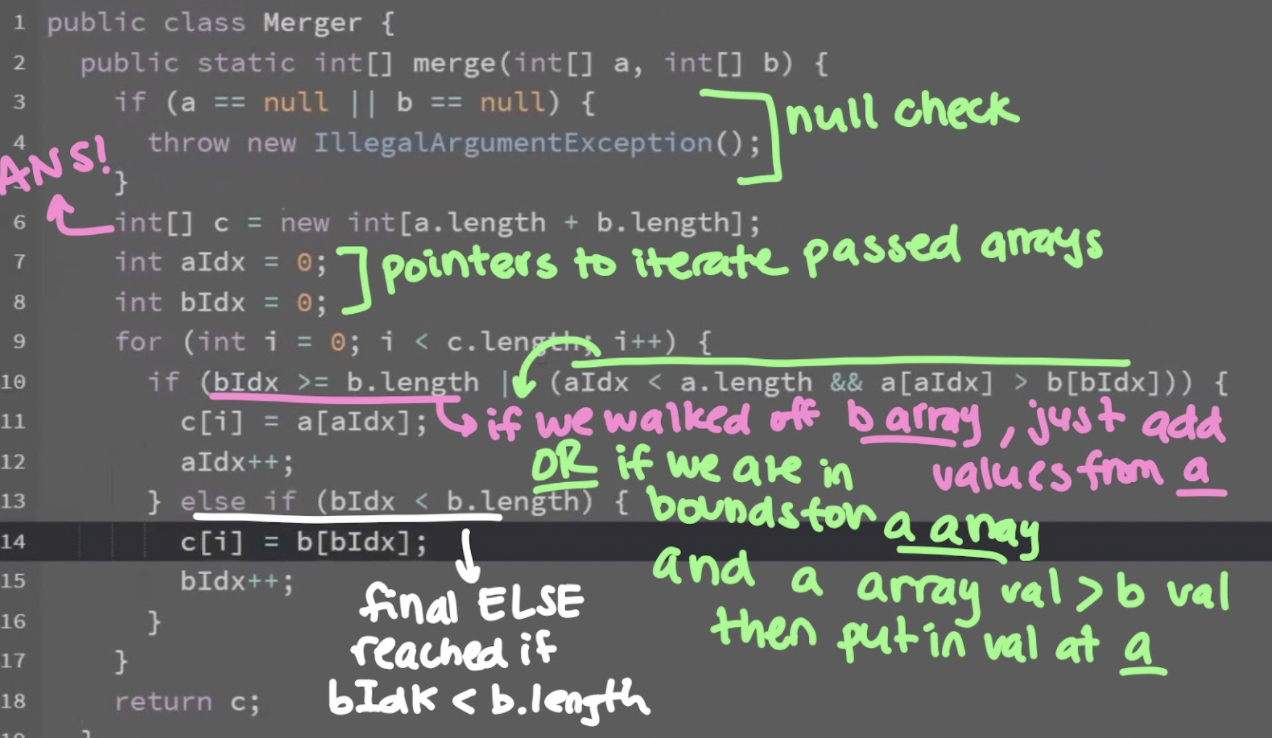 1 public class Merger {
2 public static int[] merge(int[] a, int[] b) {
3 if (a == null || b == null) {
null check
4 throw new IllegalArgumentException();
ANS!
}
6 int[] c = new int[a.length + b.length];
7 int aIdx = 0;
pointers to iterate passed arrays
8 int bIdx = 0;
9 for (int i = 0; i < c.length; i++) {
10 if (bIdx >= b.length | (aIdx < a.length && a[aIdx] > b[bIdx])) {
11 c[i] = a[aIdx];
if we walked off b array, just add
values from a
12 aIdx++;
OR if we are in
bounds for a array
and a array val > b val
then put in val at a
13 } else if (bIdx < b.length) {
14 c[i] = b[bIdx];
15 bIdx++;
final ELSE
reached if
bIdK < b.length
16 }
17 }
18 return c;